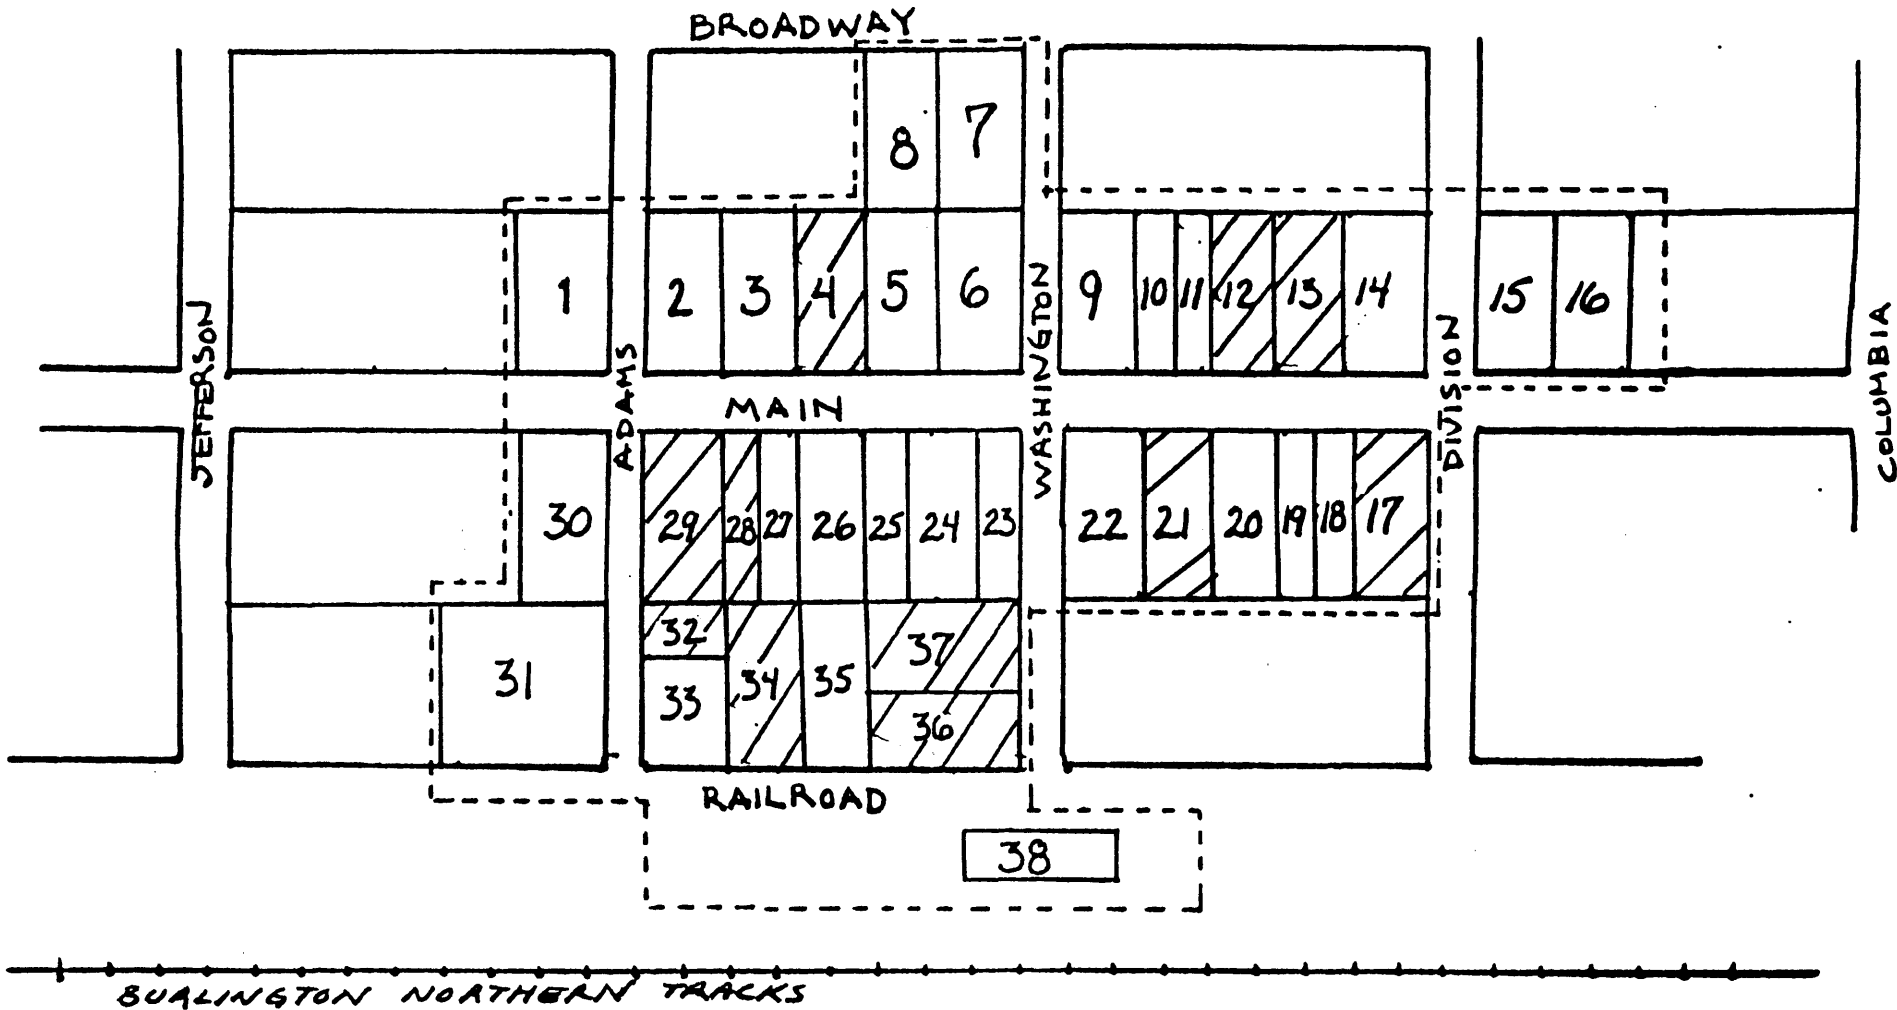 BROADWAY
8 7
1 2 3 4 5 6 9 10 11 12 13 14 15 16
JEFFERSON
ADAMS
MAIN
WASHINGTON
DIVISION
COLUMBIA
30 29 28 27 26 25 24 23 22 21 20 19 18 17
32 37
31 33 34 35 36
RAILROAD
38
BURLINGTON NORTHERN TRACKS